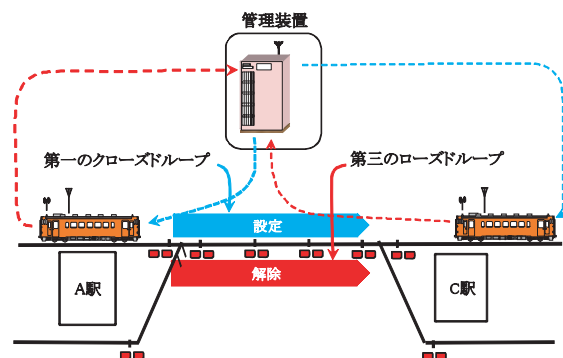 管理装置
第一のクローズドループ
第三のローズドループ
設定
解除
A駅
C駅